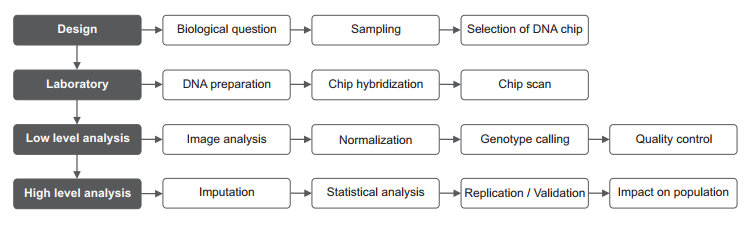 Design
Biological question
Sampling
Selection of DNA chip
Laboratory
DNA preparation
Chip hybridization
Chip scan
Low level analysis
Image analysis
Normalization
Genotype calling
Quality control
High level analysis
Imputation
Statistical analysis
Replication / Validation
Impact on population